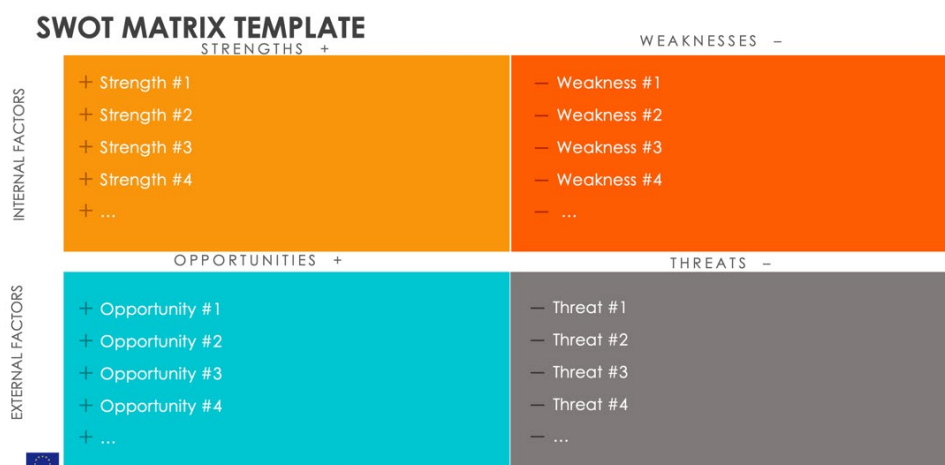 SWOT MATRIX TEMPLATE
STRENGTHS +
WEAKNESSES –
INTERNAL FACTORS
+ Strength #1
+ Strength #2
+ Strength #3
+ Strength #4
+ ...
– Weakness #1
– Weakness #2
– Weakness #3
– Weakness #4
– ...
OPPORTUNITIES +
THREATS –
EXTERNAL FACTORS
+ Opportunity #1
+ Opportunity #2
+ Opportunity #3
+ Opportunity #4
+ ...
– Threat #1
– Threat #2
– Threat #3
– Threat #4
– ...